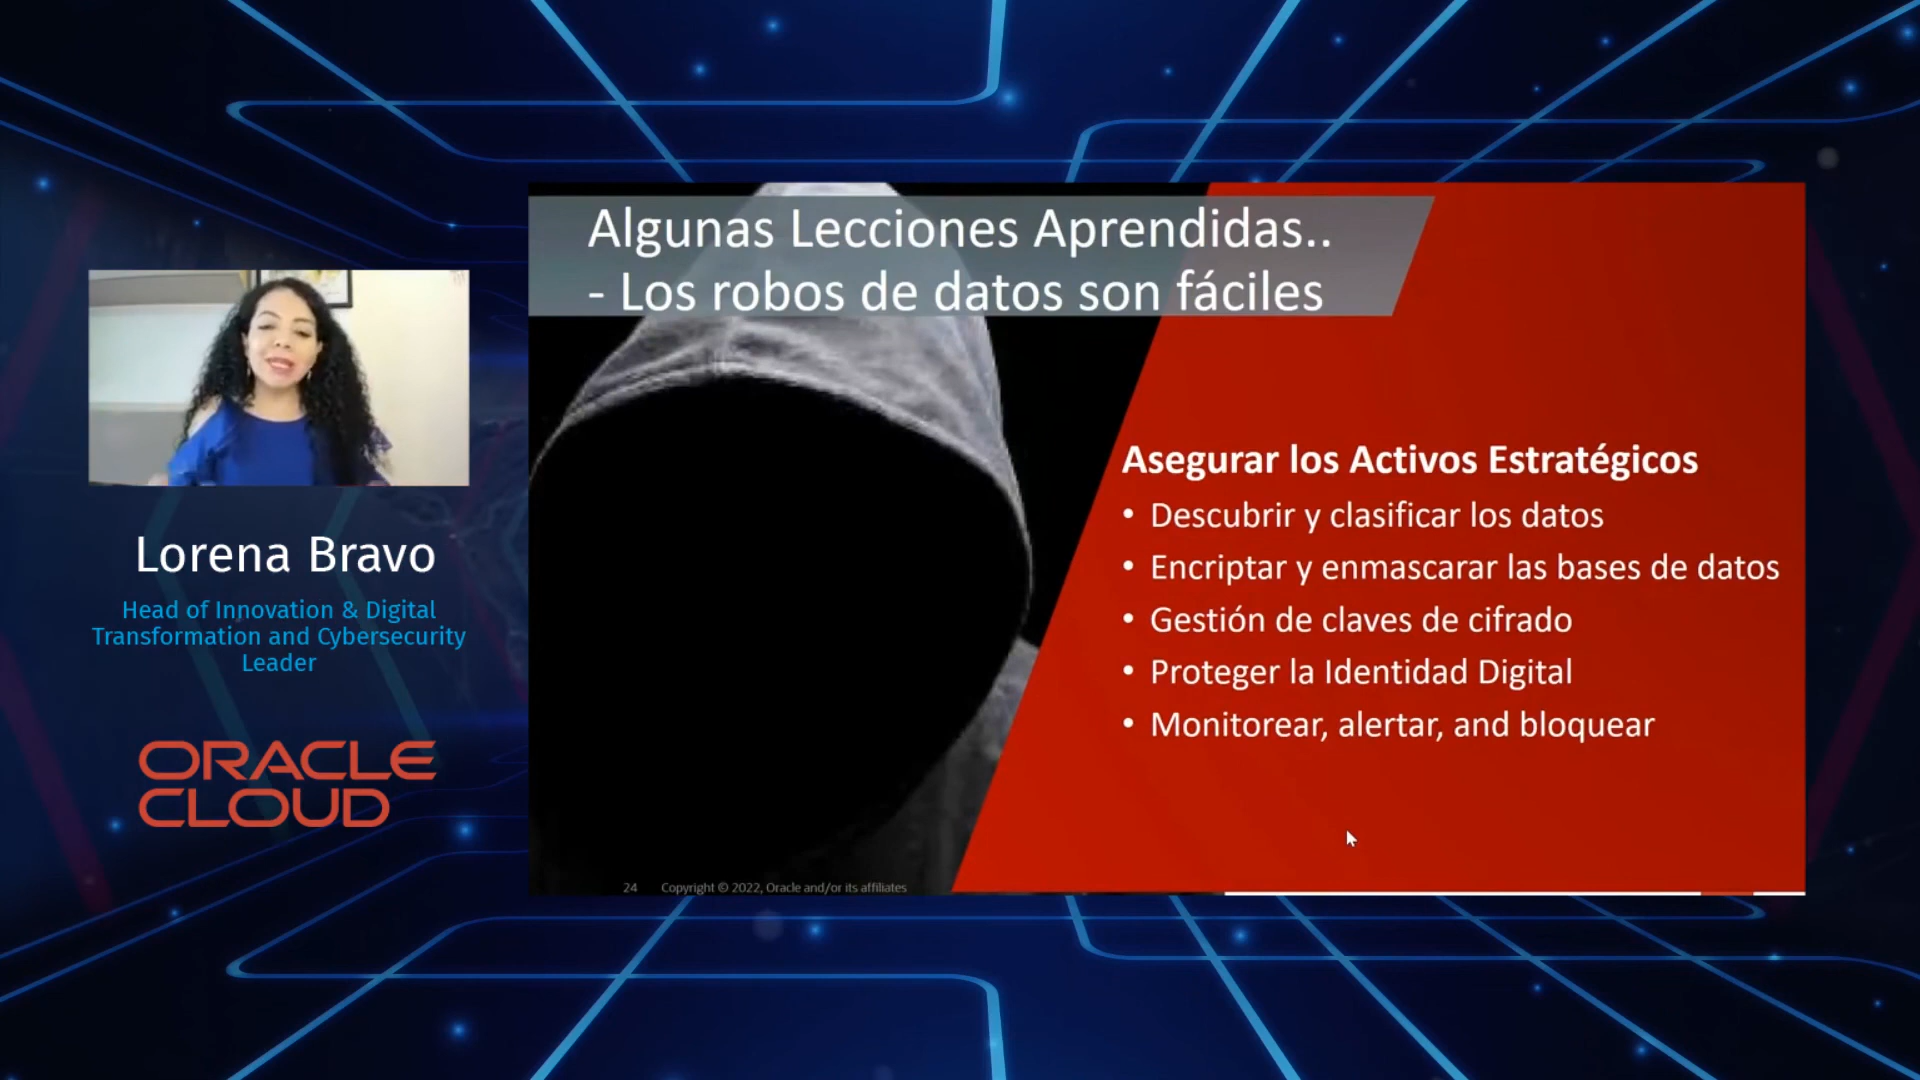 Algunas Lecciones Aprendidas..
- Los robos de datos son fáciles
Asegurar los Activos Estratégicos
• Descubrir y clasificar los datos
• Encriptar y enmascarar las bases de datos
• Gestión de claves de cifrado
• Proteger la Identidad Digital
• Monitorear, alertar, and bloquear
24 Copyright © 2022, Oracle and/or its affiliates
Lorena Bravo
Head of Innovation & Digital
Transformation and Cybersecurity
Leader
ORACLE
CLOUD